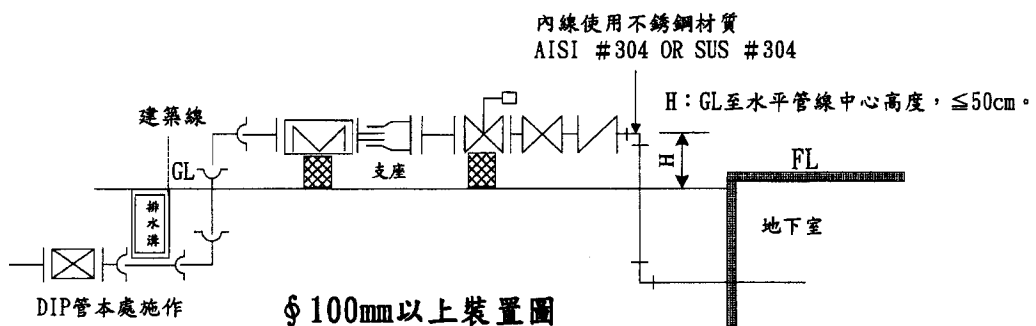 內線使用不銹鋼材質
AISI #304 OR SUS #304
H：GL至水平管線中心高度，≦50cm。
建築線
GL
支座
H
FL
排水溝
地下室
DIP管本處施作
∮100mm以上裝置圖